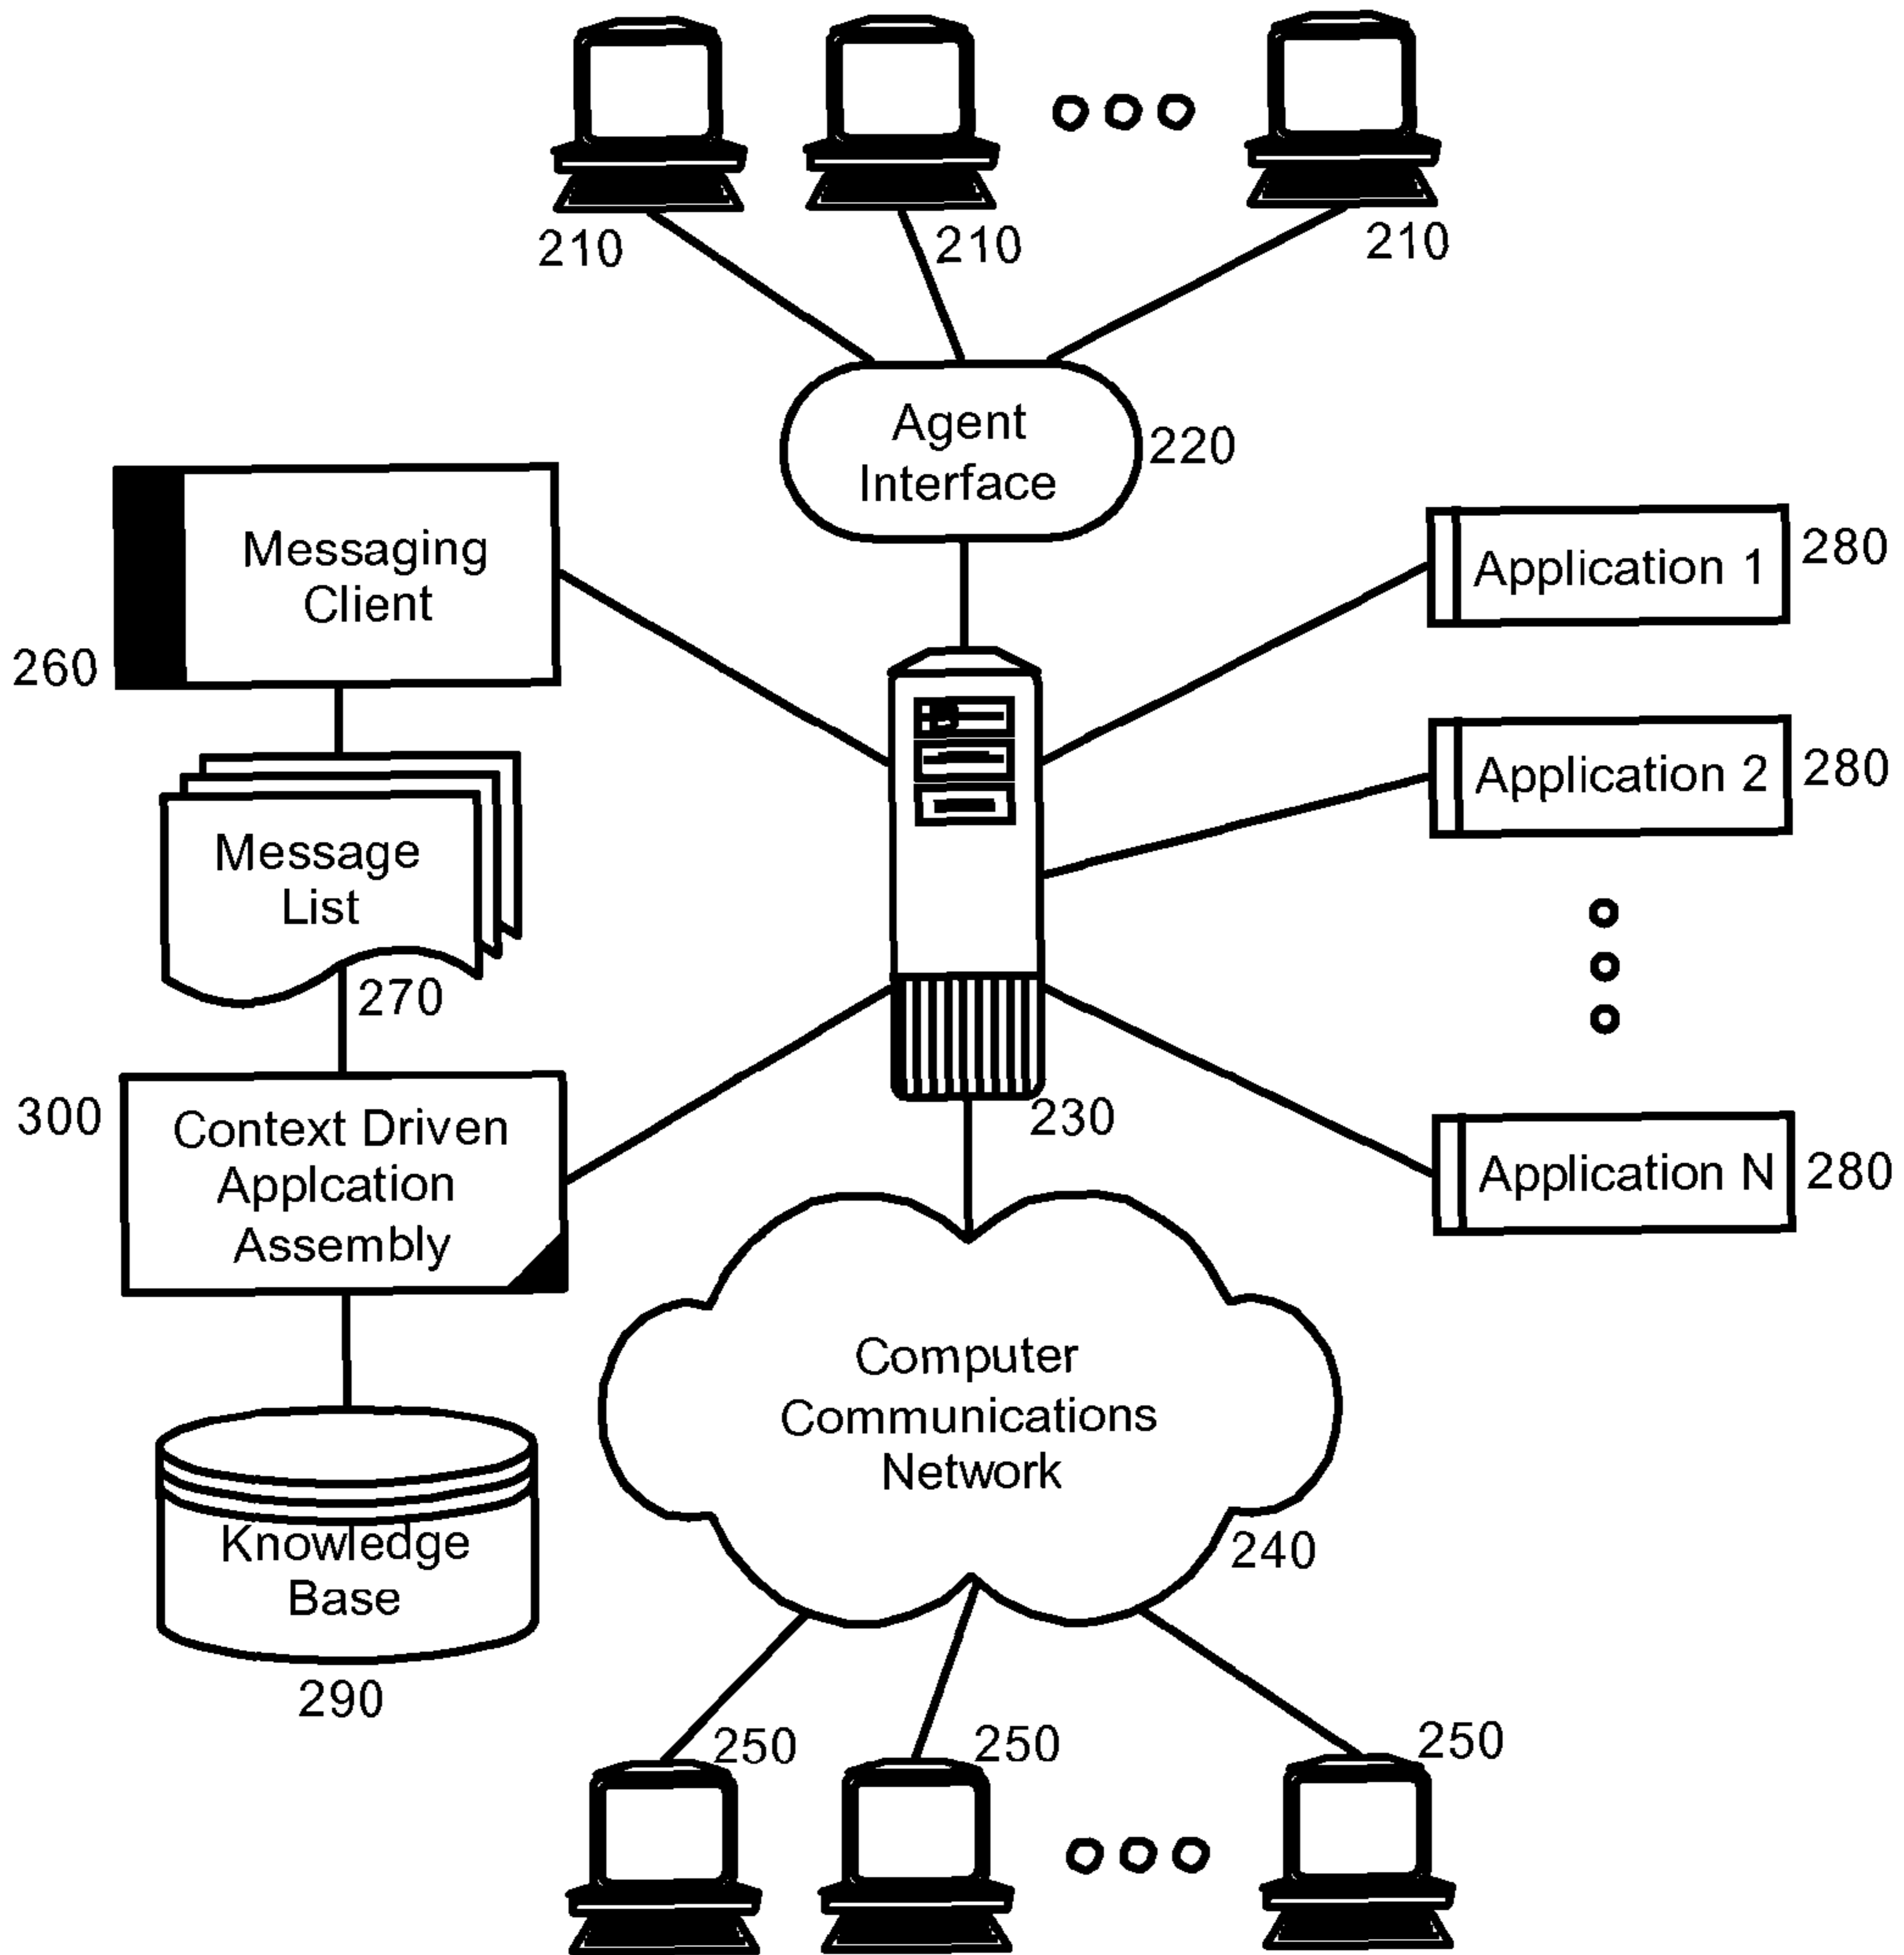 210
210
210
Agent
Interface
220
Messaging
Client
260
Application 1
280
Application 2
280
Message
List
270
300
Context Driven
Applcation
Assembly
230
Application N
280
Computer
Communications
Network
240
Knowledge
Base
290
250
250
250